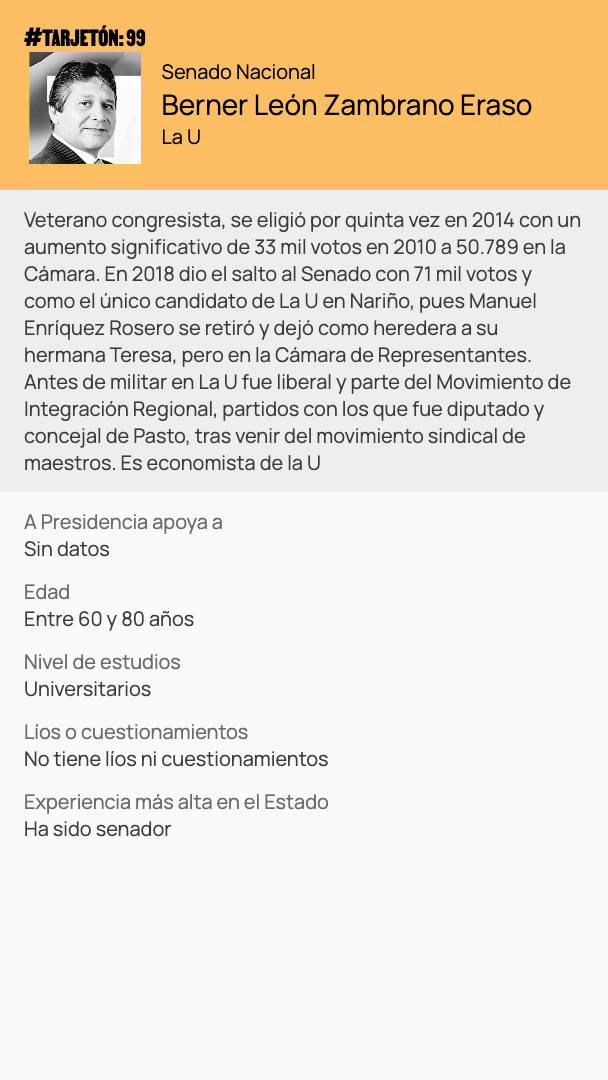 #TARJETÓN: 99
Senado Nacional
Berner León Zambrano Eraso
La U
Veterano congresista, se eligió por quinta vez en 2014 con un
aumento significativo de 33 mil votos en 2010 a 50.789 en la
Cámara. En 2018 dio el salto al Senado con 71 mil votos y
como el único candidato de La U en Nariño, pues Manuel
Enríquez Rosero se retiró y dejó como heredera a su
hermana Teresa, pero en la Cámara de Representantes.
Antes de militar en La U fue liberal y parte del Movimiento de
Integración Regional, partidos con los que fue diputado y
concejal de Pasto, tras venir del movimiento sindical de
maestros. Es economista de la U
A Presidencia apoya a
Sin datos
Edad
Entre 60 y 80 años
Nivel de estudios
Universitarios
Líos o cuestionamientos
No tiene líos ni cuestionamientos
Experiencia más alta en el Estado
Ha sido senador